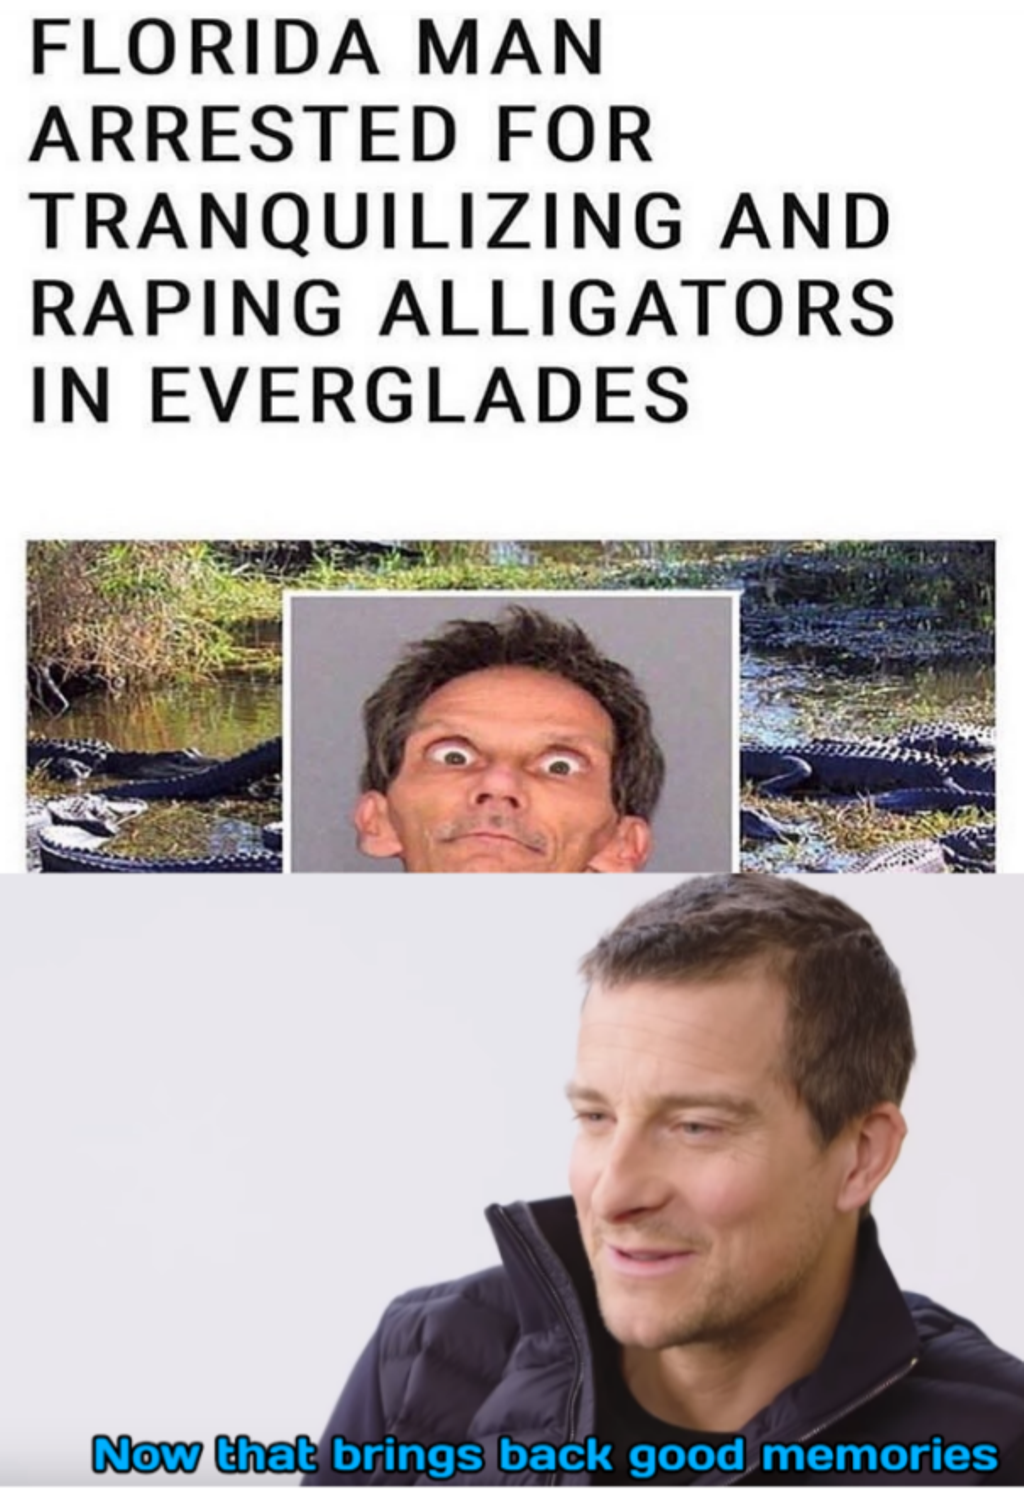 FLORIDA MAN
ARRESTED FOR
TRANQUILIZING AND
RAPING ALLIGATORS
IN EVERGLADES
Now that brings back good memories